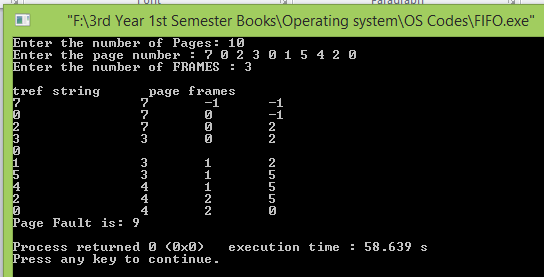 Font
Paragraph
"F:\3rd Year 1st Semester Books\Operating system\OS Codes\FIFO.exe"
Enter the number of Pages: 10
Enter the page number : 7 0 2 3 0 1 5 4 2 0
Enter the number of FRAMES : 3
tref string page frames
7 7 -1 -1
0 7 0 -1
2 7 0 2
3 3 0 2
0
1 3 1 2
5 3 1 5
4 4 1 5
2 4 2 5
0 4 2 0
Page Fault is: 9
Process returned 0 (0x0) execution time : 58.639 s
Press any key to continue.